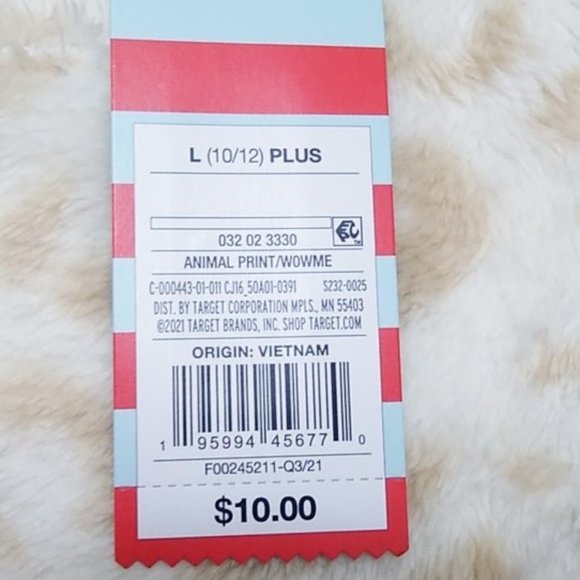 L (10/12) PLUS
032 02 3330
ANIMAL PRINT/W0WME
C-000443-01-011 CJ16_50A01-0391 S232-0025
DIST. BY TARGET CORPORATION MPLS., MN 55403
©2021 TARGET BRANDS, INC. SHOP TARGET.COM
ORIGIN: VIETNAM
1 95994 45677 0
F00245211-Q3/21
$10.00